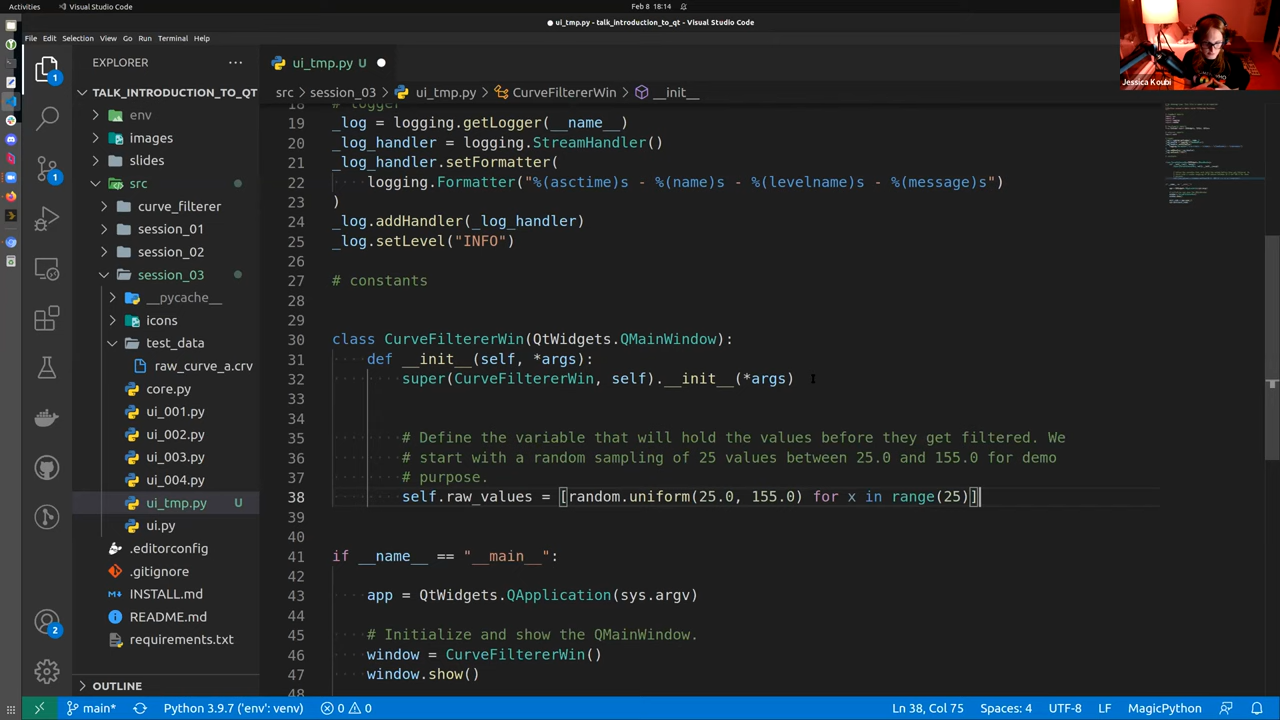 Activities
Visual Studio Code
Feb 8 18:14
● ui_tmp.py - talk_introduction_to_qt - Visual Studio Code
File Edit Selection View Go Run Terminal Help
Jessica Koubi
EXPLORER
TALK_INTRODUCTION_TO_QT
env
images
slides
src
curve_filterer
session_01
session_02
session_03
__pycache__
icons
test_data
raw_curve_a.crv
core.py
ui_001.py
ui_002.py
ui_003.py
ui_004.py
ui_tmp.py U
ui.py
.editorconfig
.gitignore
INSTALL.md
README.md
requirements.txt
OUTLINE
1
2
ui_tmp.py U
src > session_03 > ui_tmp.py > CurveFiltererWin > __init__
18 # logger
19 _log = logging.getLogger(__name__)
20 _log_handler = logging.StreamHandler()
21 _log_handler.setFormatter(
22 logging.Formatter("%(asctime)s - %(name)s - %(levelname)s - %(message)s")
23 )
24 _log.addHandler(_log_handler)
25 _log.setLevel("INFO")
26
27 # constants
28
29
30 class CurveFiltererWin(QtWidgets.QMainWindow):
31 def __init__(self, *args):
32 super(CurveFiltererWin, self).__init__(*args)
33
34
35 # Define the variable that will hold the values before they get filtered. We
36 # start with a random sampling of 25 values between 25.0 and 155.0 for demo
37 # purpose.
38 self.raw_values = [random.uniform(25.0, 155.0) for x in range(25)]
39
40
41 if __name__ == "__main__":
42
43 app = QtWidgets.QApplication(sys.argv)
44
45 # Initialize and show the QMainWindow.
46 window = CurveFiltererWin()
47 window.show()
48
main* Python 3.9.7 ('env': venv) 0 0 Ln 38, Col 75 Spaces: 4 UTF-8 LF MagicPython